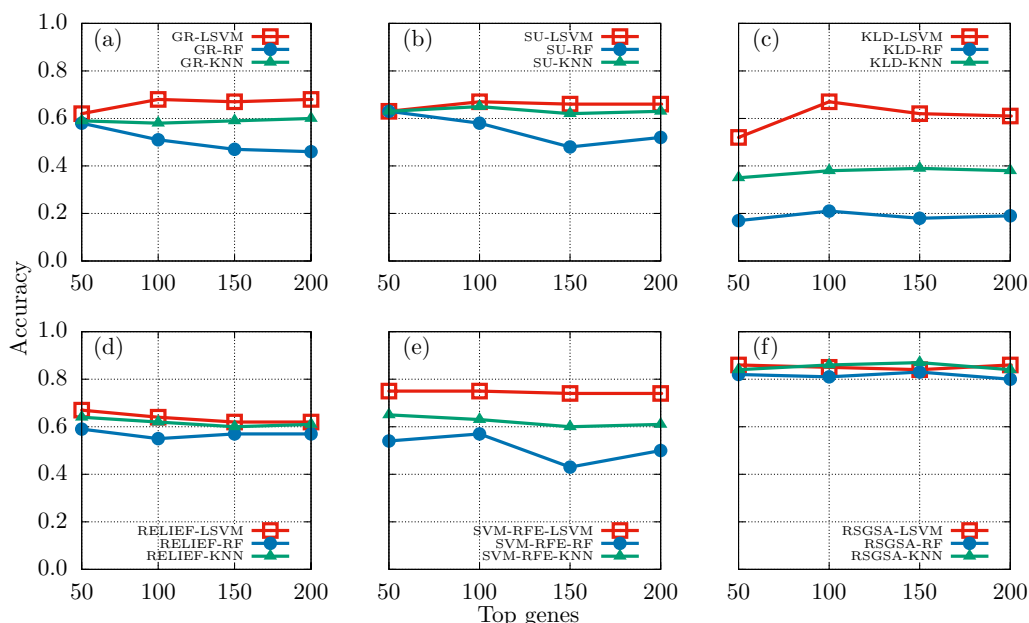 1.0
0.8
0.6
0.4
0.2
0.0
(a)
GR-LSVM
GR-RF
GR-KNN
50 100 150 200
(b)
SU-LSVM
SU-RF
SU-KNN
50 100 150 200
(c)
KLD-LSVM
KLD-RF
KLD-KNN
50 100 150 200
Accuracy
1.0
0.8
0.6
0.4
0.2
0.0
(d)
RELIEF-LSVM
RELIEF-RF
RELIEF-KNN
50 100 150 200
(e)
SVM-RFE-LSVM
SVM-RFE-RF
SVM-RFE-KNN
50 100 150 200
(f)
RSGSA-LSVM
RSGSA-RF
RSGSA-KNN
50 100 150 200
Top genes